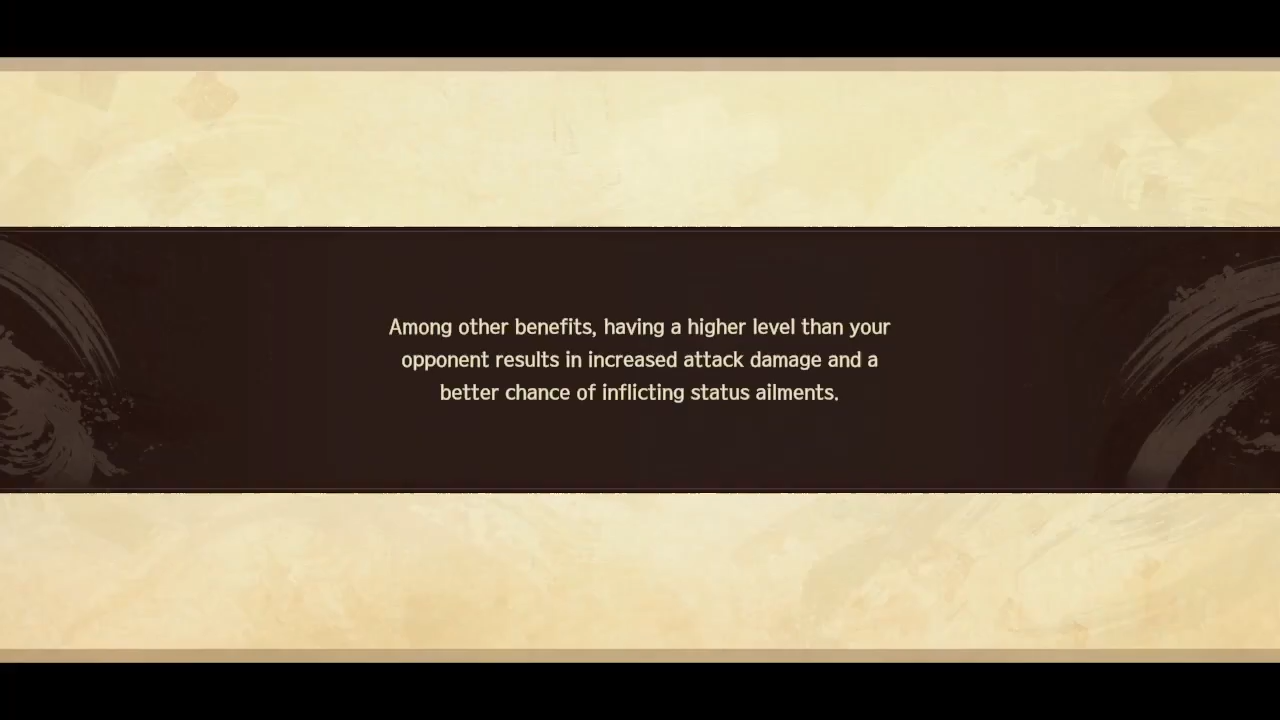 Among other benefits, having a higher level than your
opponent results in increased attack damage and a
better chance of inflicting status ailments.